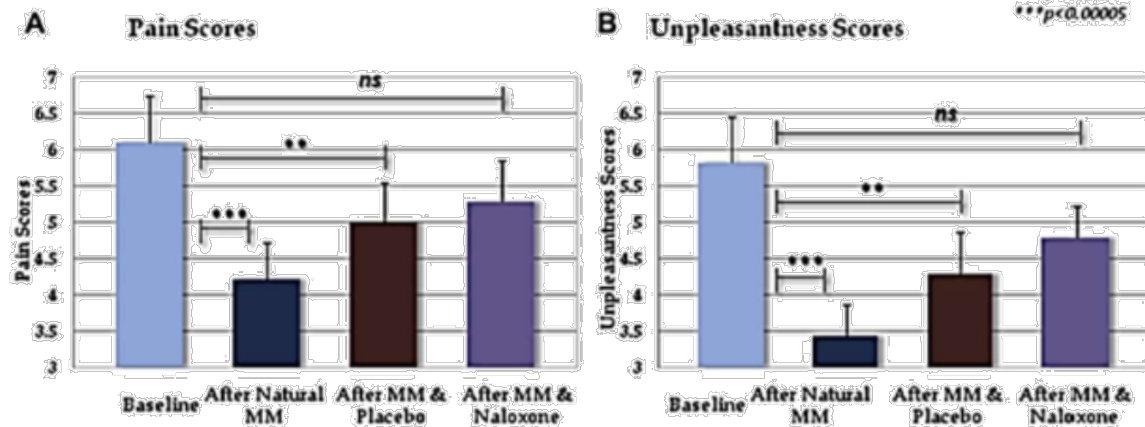 A Pain Scores
B Unpleasantness Scores
***p<0.00005
Pain Scores
7
6.5
6
5.5
5
4.5
4
3.5
3
ns
**
***
Baseline
After Natural
MM
After MM &
Placebo
After MM &
Naloxone
Unpleasantness Scores
7
6.5
6
5.5
5
4.5
4
3.5
3
ns
**
***
Baseline
After Natural
MM
After MM &
Placebo
After MM &
Naloxone